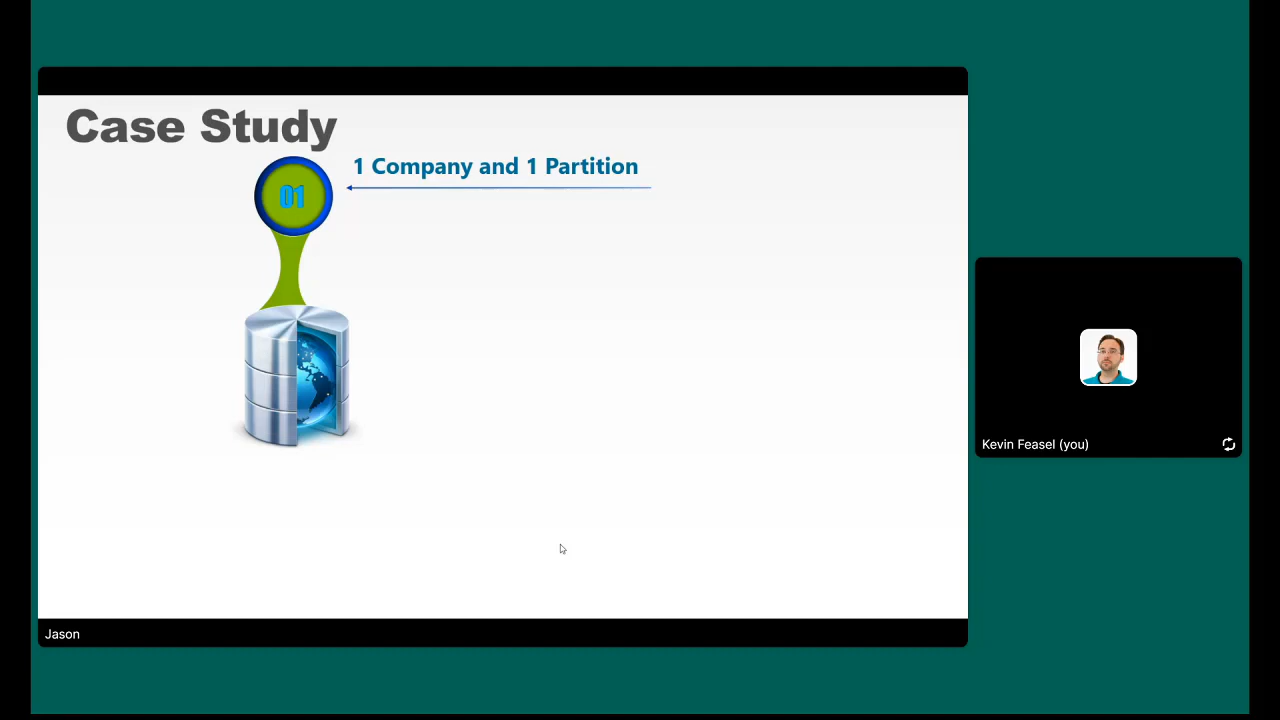 Case Study
1 Company and 1 Partition
01
Kevin Feasel (you)
Jason